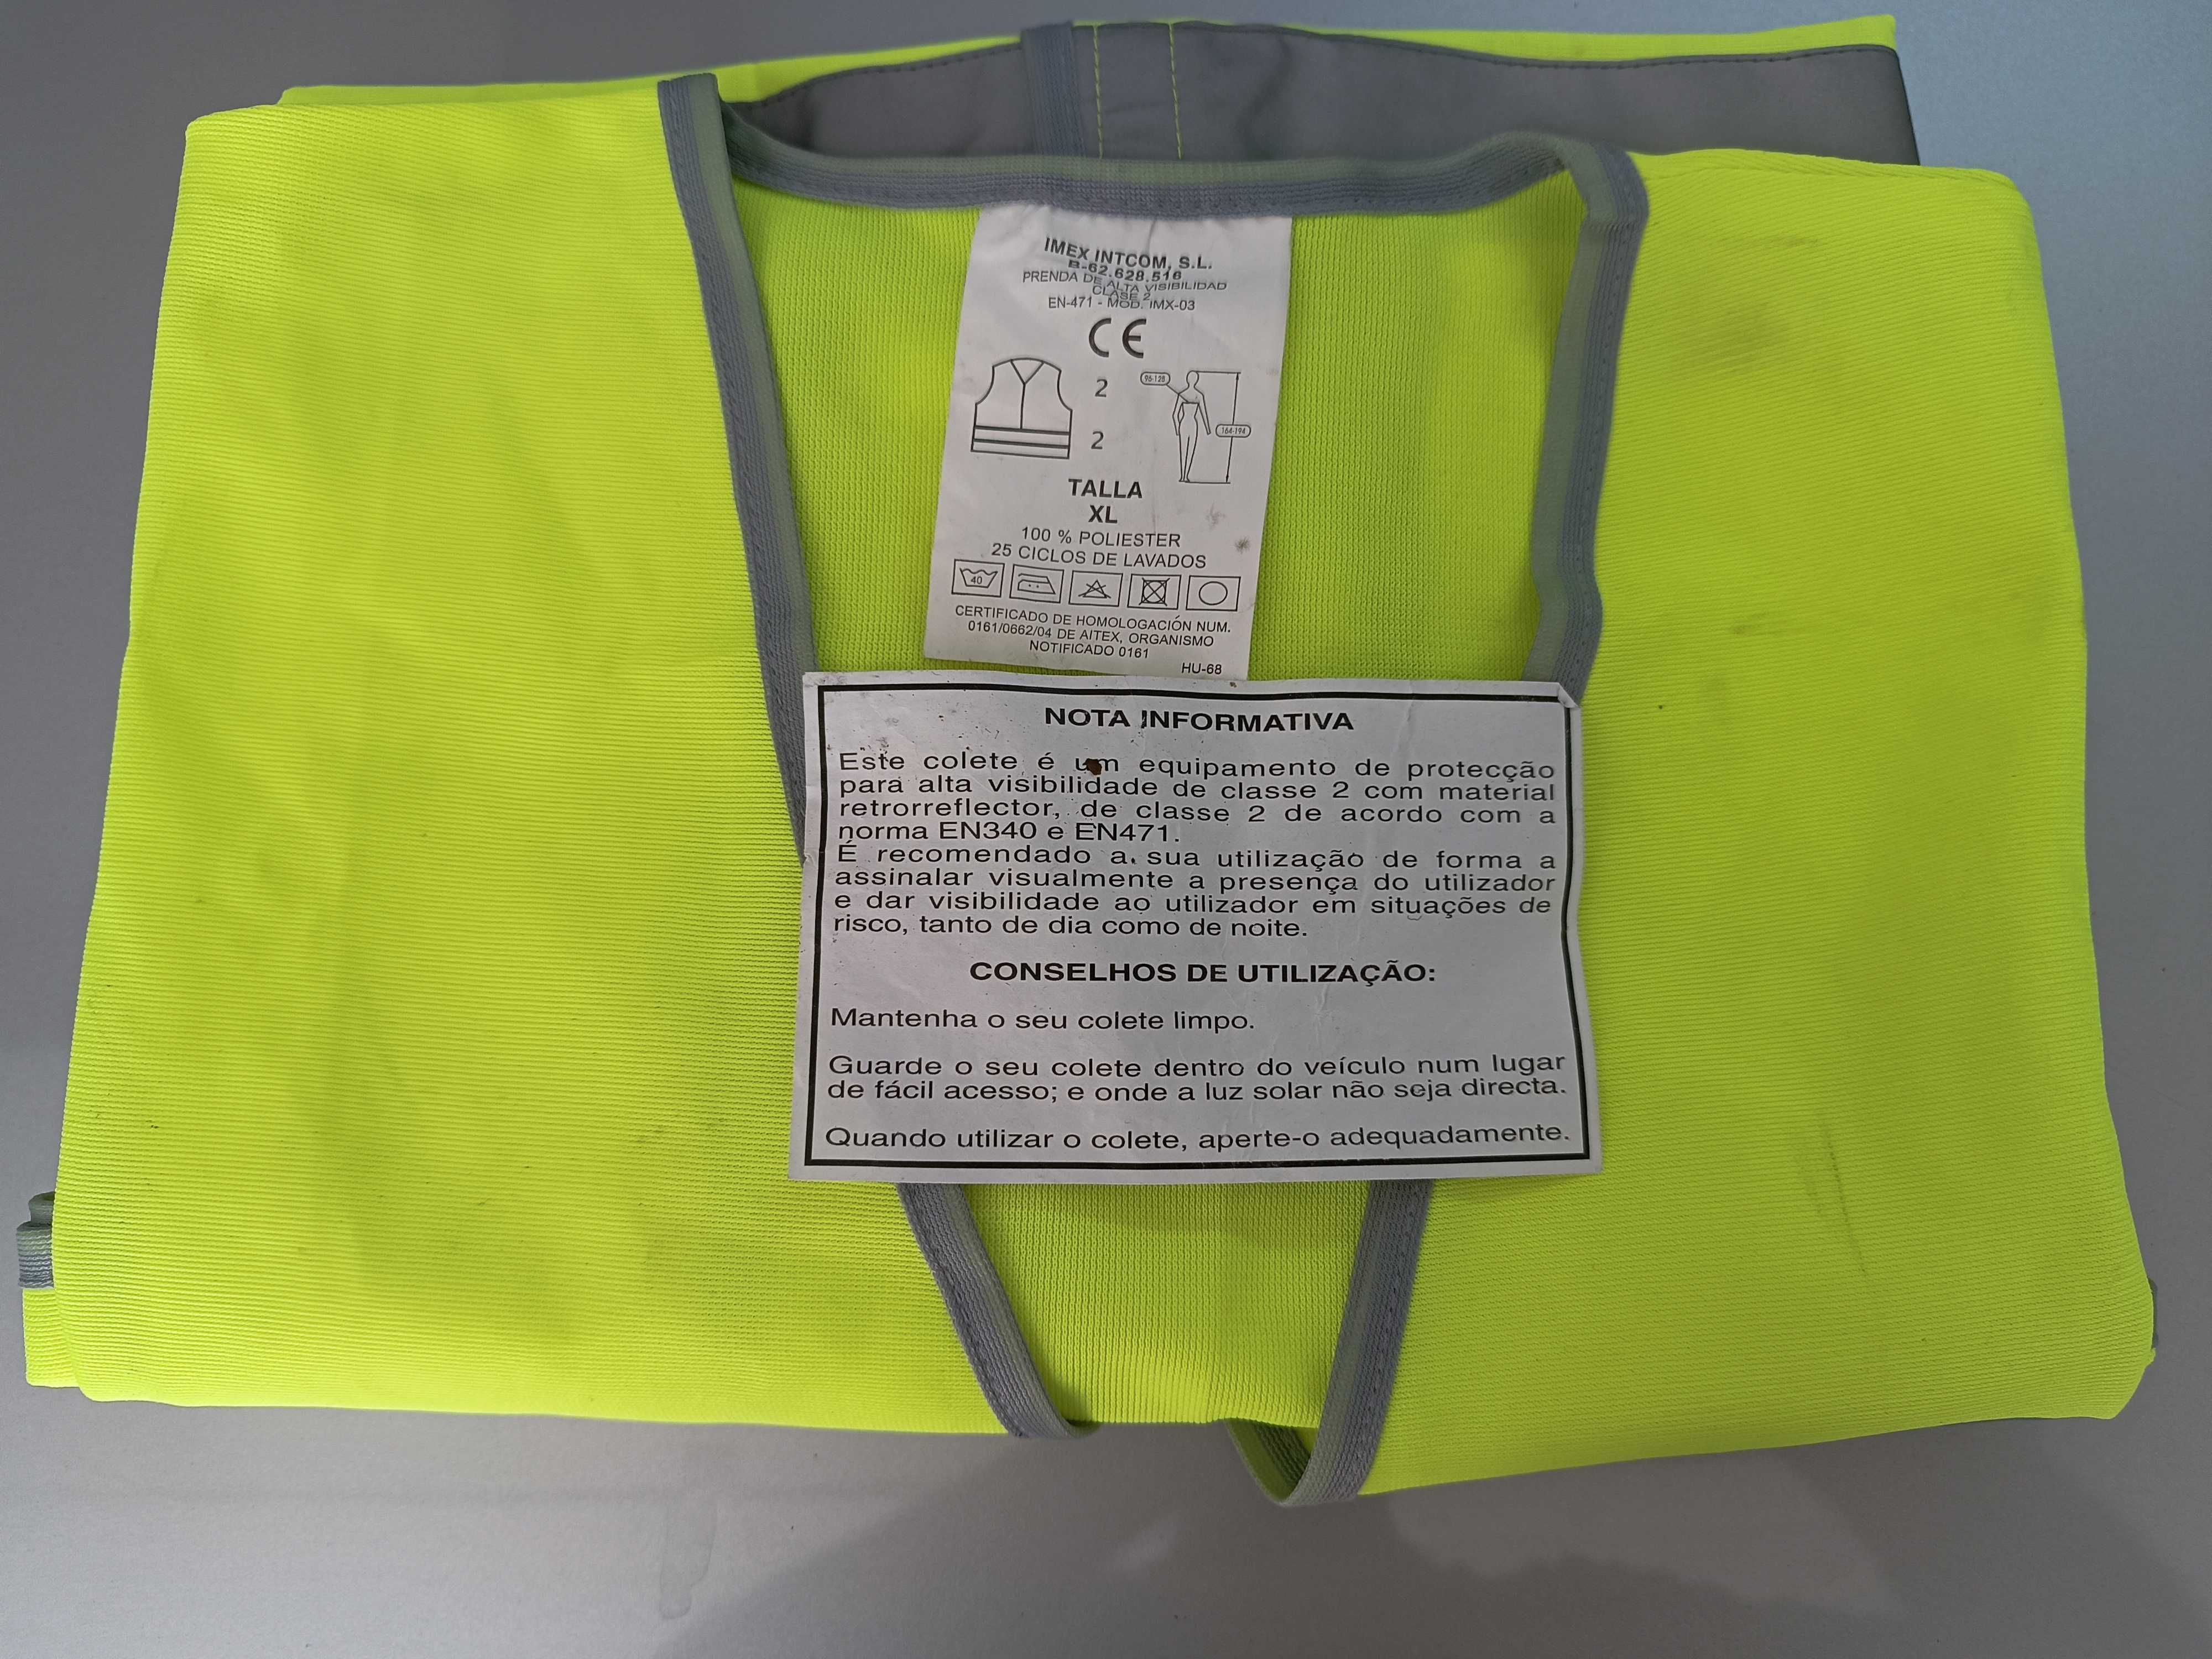 IMEX INTCOM, S.L.
B-62.628.516
PRENDA DE ALTA VISIBILIDAD
CLASE 2
EN-471 - MOD. IMX-03
CE
2
96-128
164-194
2
TALLA
XL
100 % POLIESTER
25 CICLOS DE LAVADOS
40
CERTIFICADO DE HOMOLOGACIÓN NUM.
0161/0662/04 DE AITEX, ORGANISMO
NOTIFICADO 0161
HU-68
NOTA INFORMATIVA
Este colete é um equipamento de protecção
para alta visibilidade de classe 2 com material
retrorreflector, de classe 2 de acordo com a
norma EN340 e EN471.
É recomendado a sua utilização de forma a
assinalar visualmente a presença do utilizador
e dar visibilidade ao utilizador em situações de
risco, tanto de dia como de noite.
CONSELHOS DE UTILIZAÇÃO:
Mantenha o seu colete limpo.
Guarde o seu colete dentro do veículo num lugar
de fácil acesso; e onde a luz solar não seja directa.
Quando utilizar o colete, aperte-o adequadamente.